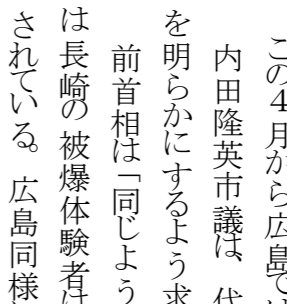 この4月から広島では
内田隆英市議は、代
を明らかにするよう求
前首相は「同じよう
は長崎の被爆体験者は
されている。広島同様